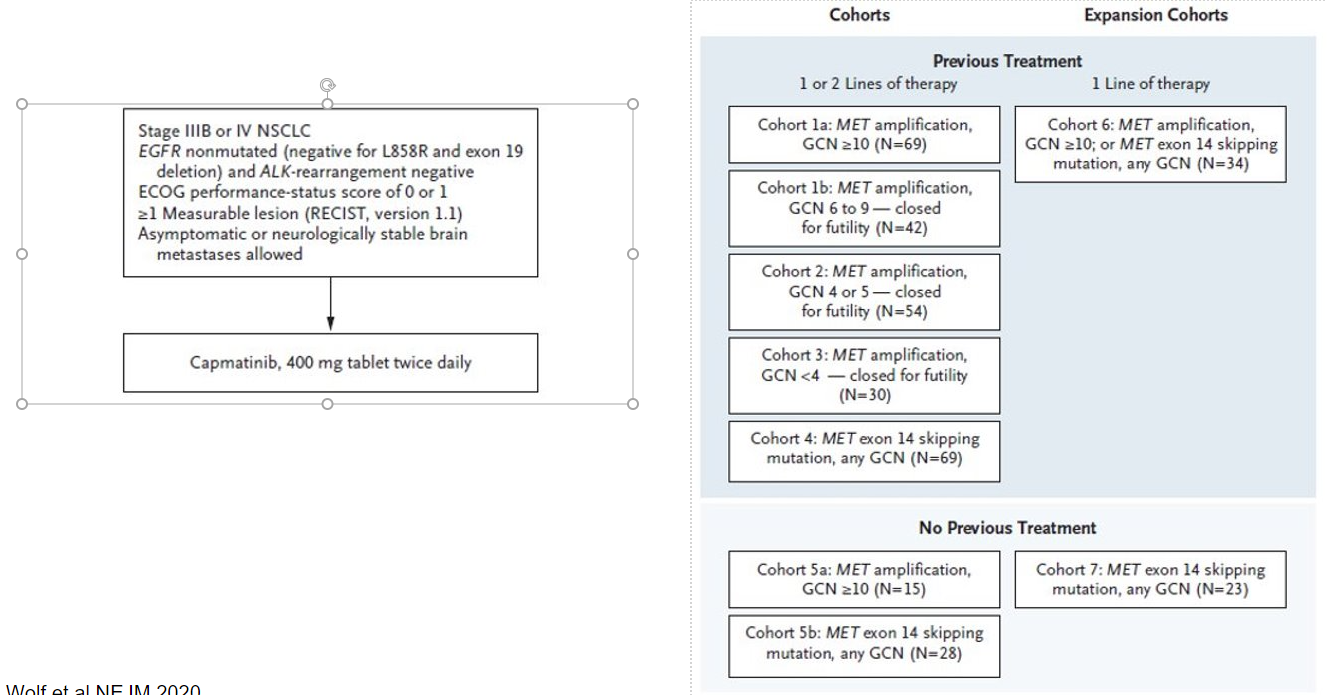 Stage IIIB or IV NSCLC
EGFR nonmutated (negative for L858R and exon 19
deletion) and ALK-rearrangement negative
ECOG performance-status score of 0 or 1
≥1 Measurable lesion (RECIST, version 1.1)
Asymptomatic or neurologically stable brain
metastases allowed
Capmatinib, 400 mg tablet twice daily
Wolf et al NEJM 2020
Cohorts
Expansion Cohorts
Previous Treatment
1 or 2 Lines of therapy
1 Line of therapy
Cohort 1a: MET amplification,
GCN ≥10 (N=69)
Cohort 6: MET amplification,
GCN ≥10; or MET exon 14 skipping
mutation, any GCN (N=34)
Cohort 1b: MET amplification,
GCN 6 to 9 — closed
for futility (N=42)
Cohort 2: MET amplification,
GCN 4 or 5 — closed
for futility (N=54)
Cohort 3: MET amplification,
GCN <4 — closed for futility
(N=30)
Cohort 4: MET exon 14 skipping
mutation, any GCN (N=69)
No Previous Treatment
Cohort 5a: MET amplification,
GCN ≥10 (N=15)
Cohort 7: MET exon 14 skipping
mutation, any GCN (N=23)
Cohort 5b: MET exon 14 skipping
mutation, any GCN (N=28)